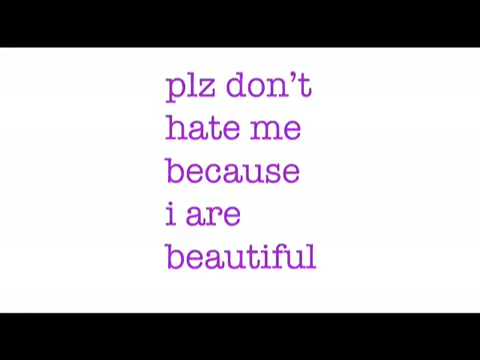 plz don’t
hate me
because
i are
beautiful